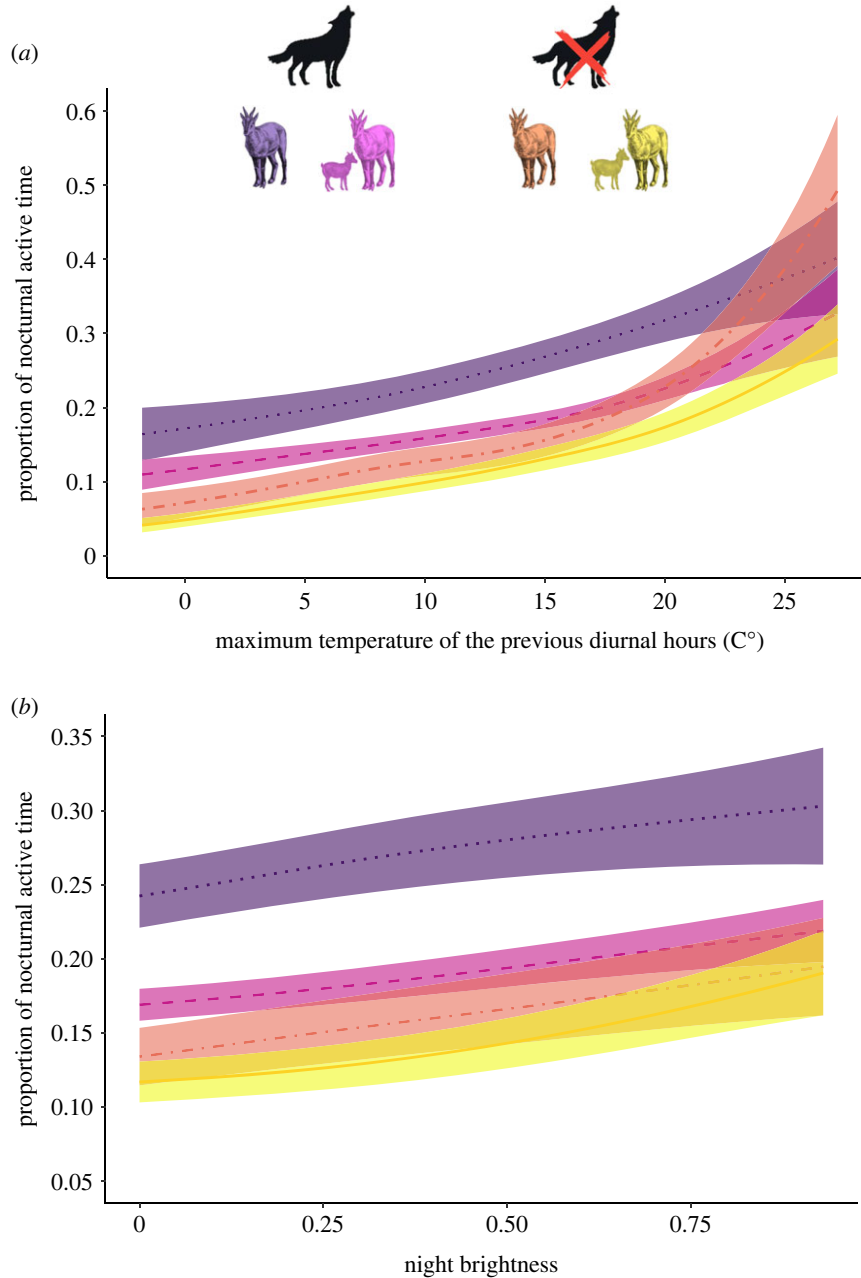 (a)
0.6
0.5
0.4
0.3
0.2
0.1
0
proportion of nocturnal active time
0 5 10 15 20 25
maximum temperature of the previous diurnal hours (C°)
(b)
0.35
0.30
0.25
0.20
0.15
0.10
0.05
proportion of nocturnal active time
0 0.25 0.50 0.75
night brightness